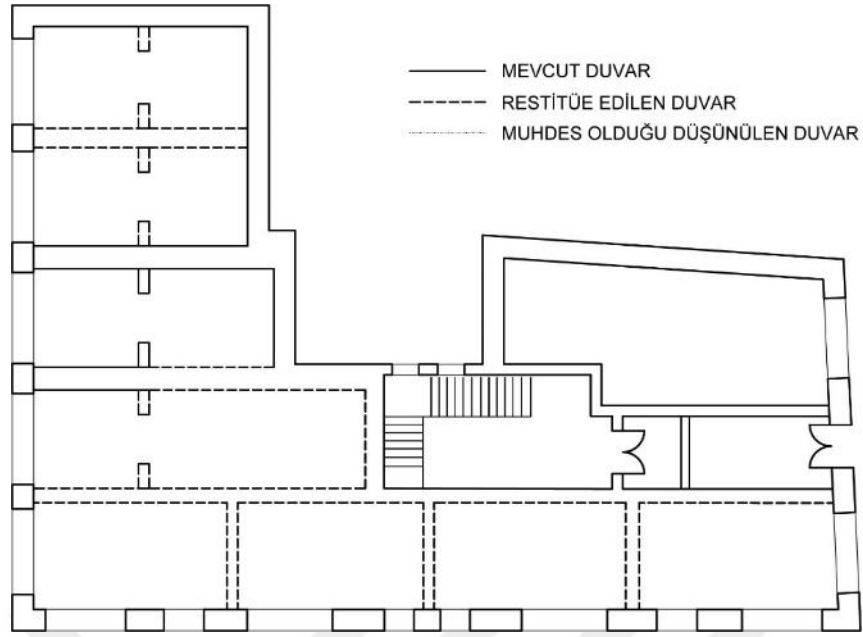 MEVCUT DUVAR
RESTİTÜE EDİLEN DUVAR
MUHDES OLDUĞU DÜŞÜNÜLEN DUVAR